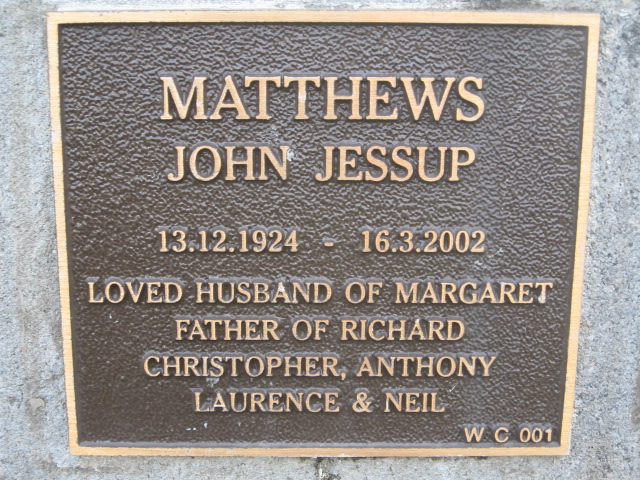 MATTHEWS
JOHN JESSUP
13.12.1924 - 16.3.2002
LOVED HUSBAND OF MARGARET
FATHER OF RICHARD
CHRISTOPHER, ANTHONY
LAURENCE & NEIL
W C 001